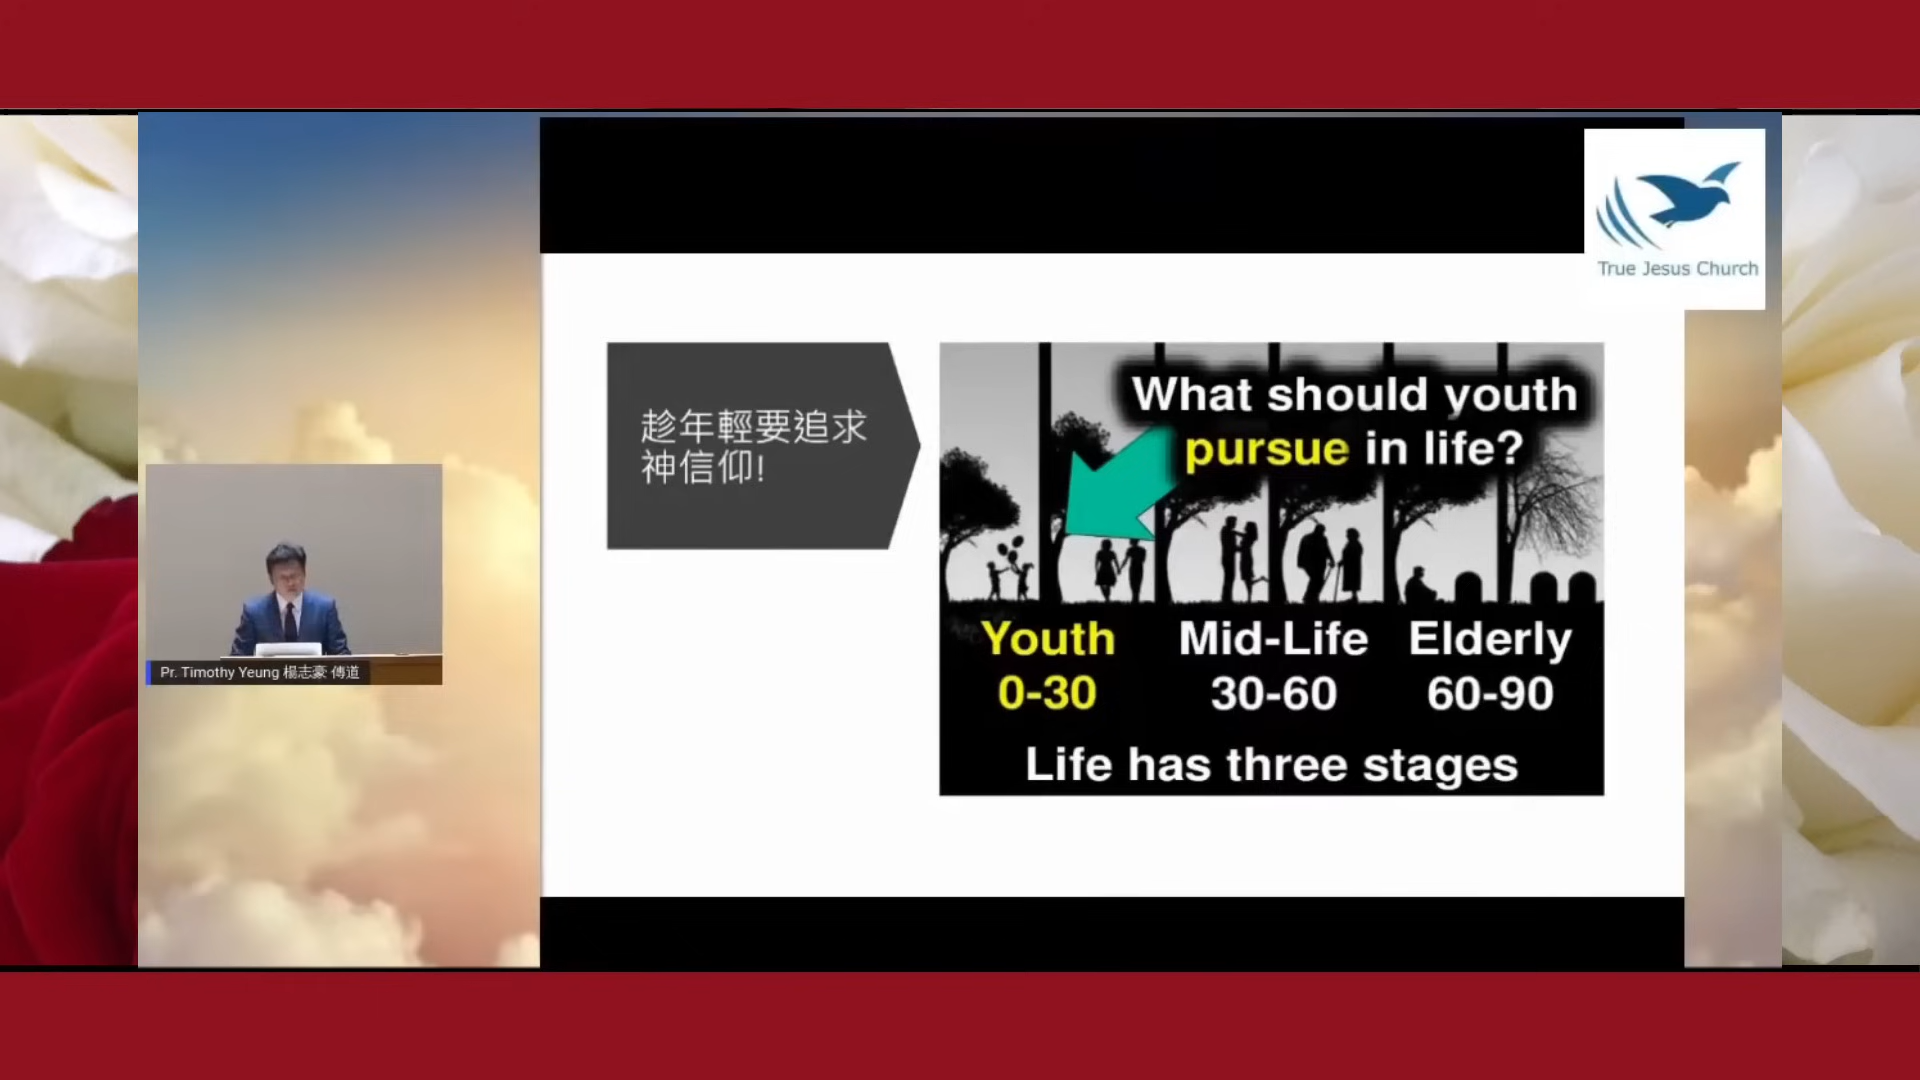 True Jesus Church
趁年輕要追求
神信仰!
What should youth
pursue in life?
Youth
0-30
Mid-Life
30-60
Elderly
60-90
Life has three stages
Pr. Timothy Yeung 楊志豪 傳道